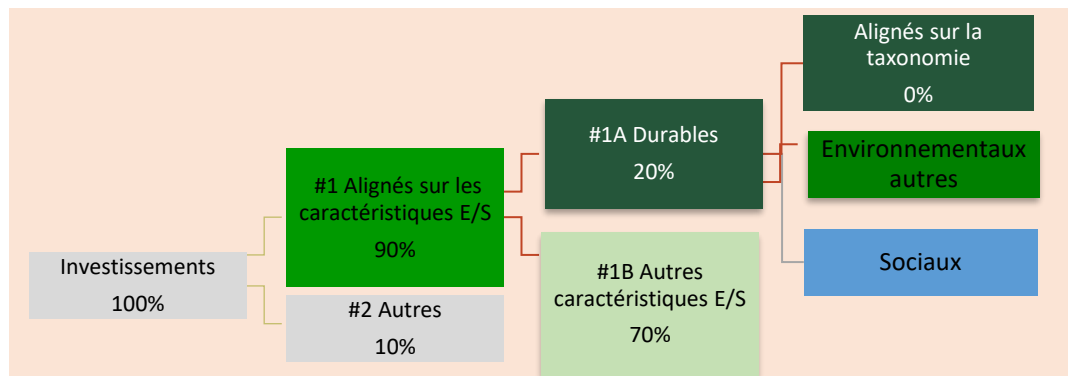 Investissements
100%
#1 Alignés sur les
caractéristiques E/S
90%
#2 Autres
10%
#1A Durables
20%
#1B Autres
caractéristiques E/S
70%
Alignés sur la
taxonomie
0%
Environnementaux
autres
Sociaux